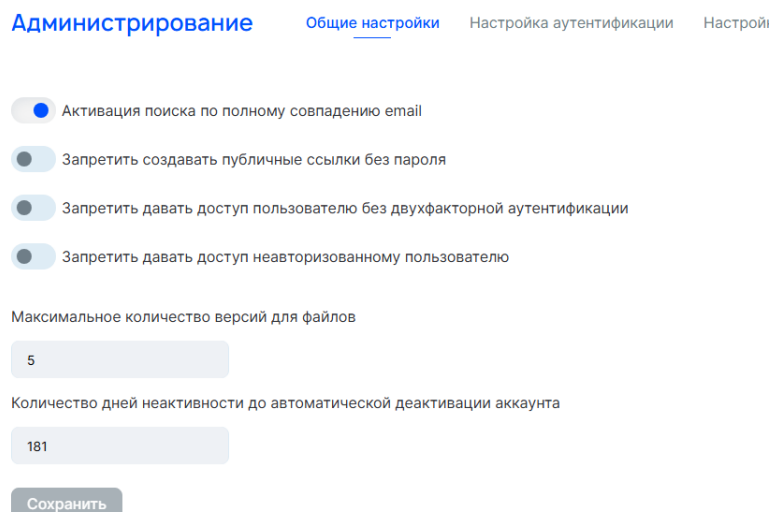 Администрирование Общие настройки Настройка аутентификации
Активация поиска по полному совпадению email
Запретить создавать публичные ссылки без пароля
Запретить давать доступ пользователю без двухфакторной аутентификации
Запретить давать доступ неавторизованному пользователю
Максимальное количество версий для файлов
5
Количество дней неактивности до автоматической деактивации аккаунта
181
Сохранить